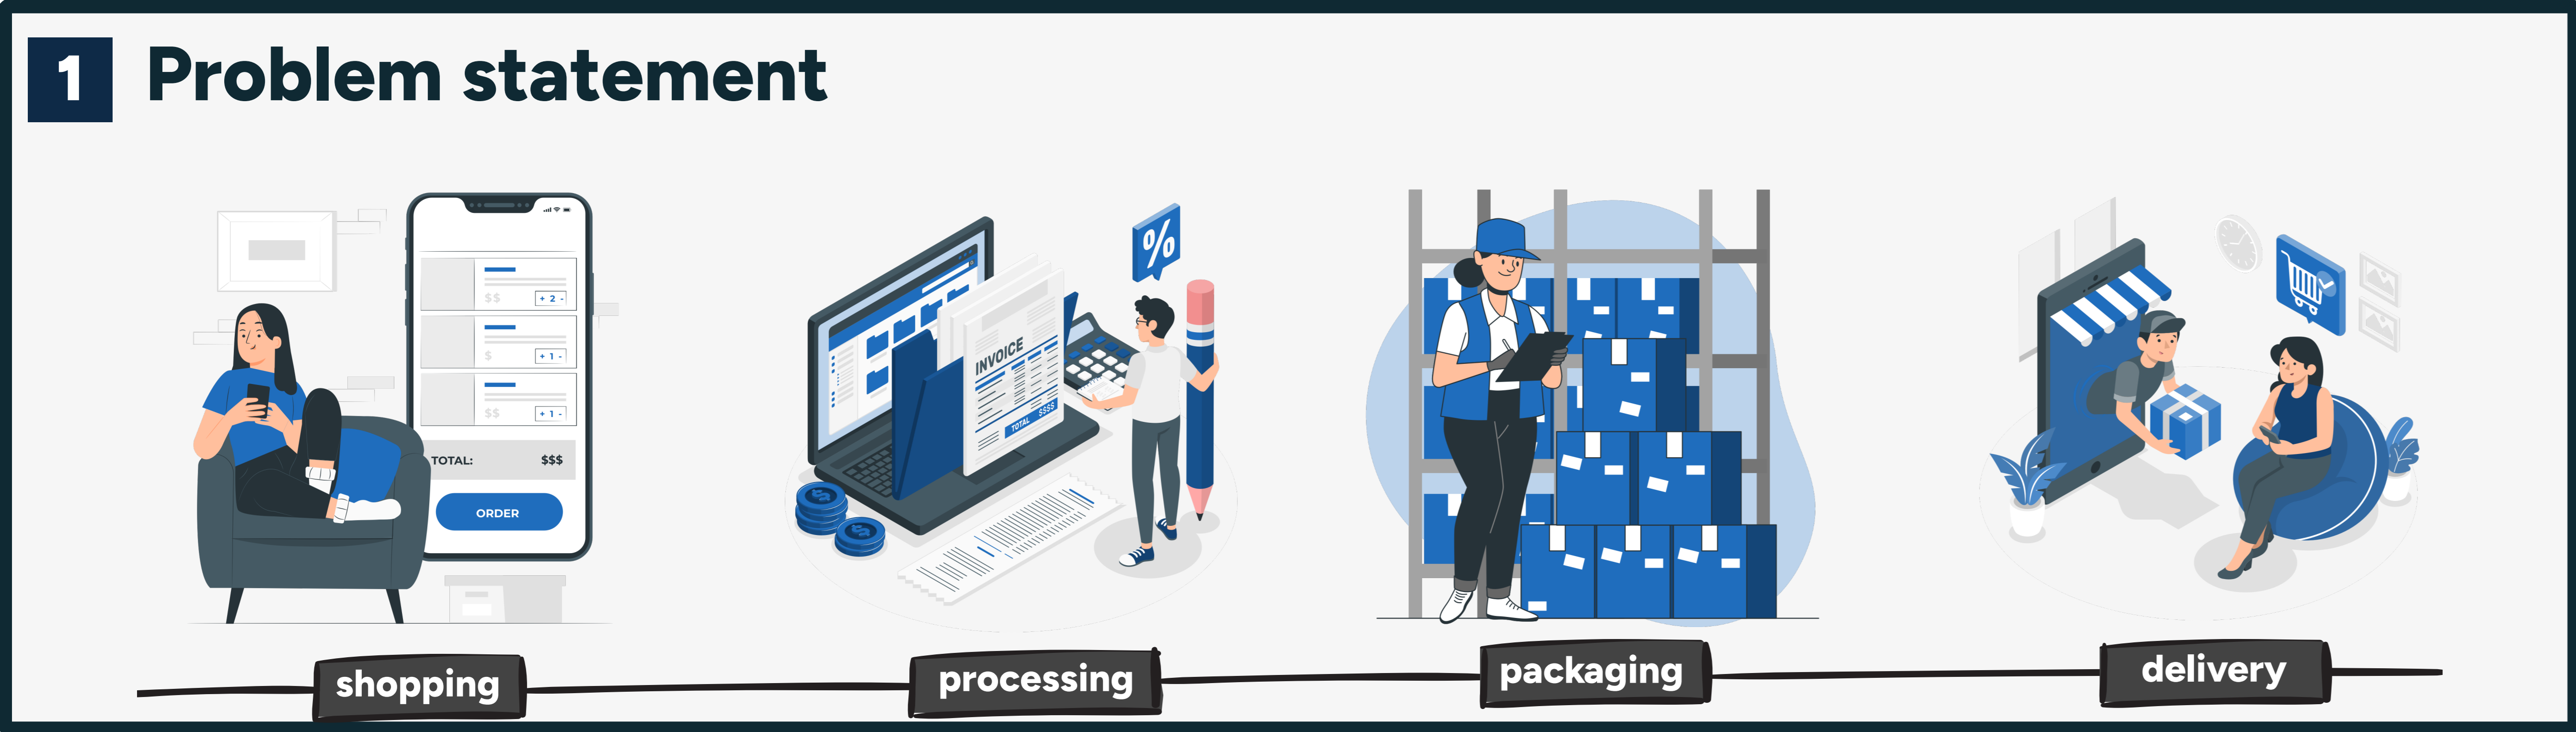 1
Problem statement
$$
+ 2 -
$
+ 1 -
$$
+ 1 -
TOTAL: $$$
ORDER
%
INVOICE
TOTAL $$$$
$
$
shopping
processing
packaging
delivery